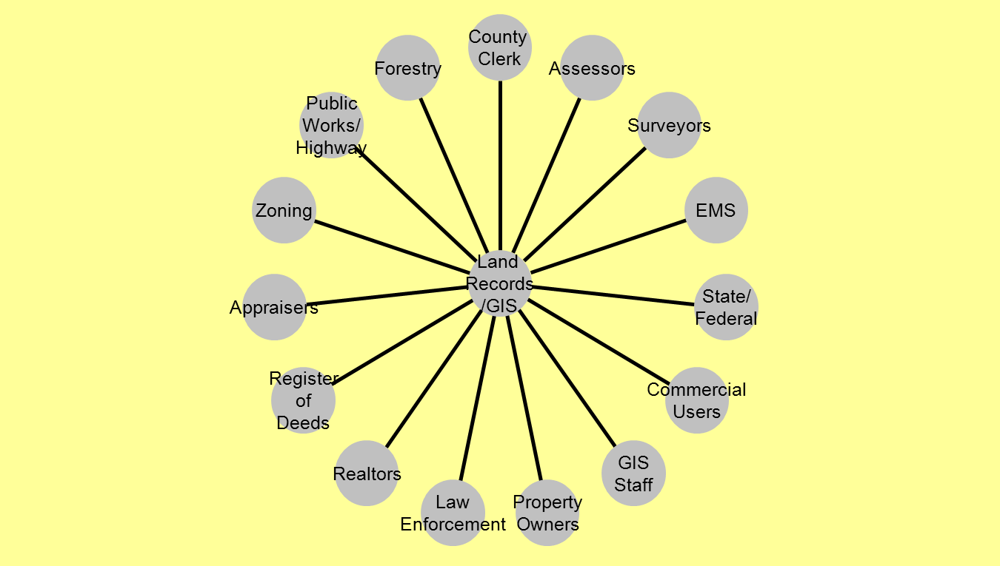 County
Clerk
Forestry
Assessors
Public
Works/
Highway
Surveyors
Zoning
EMS
Land
Records
/GIS
Appraisers
State/
Federal
Register
of
Deeds
Commercial
Users
Realtors
GIS
Staff
Law
Enforcement
Property
Owners